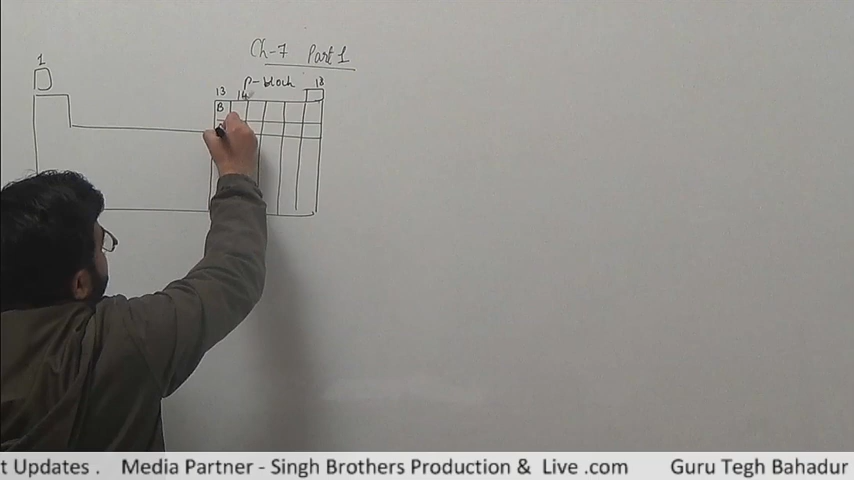 Ch-7 Part 1
1
P-block
18
13
14
B
t Updates . Media Partner - Singh Brothers Production & Live .com Guru Tegh Bahadur